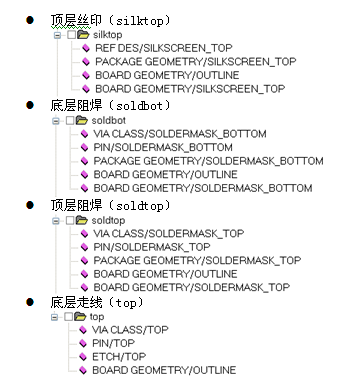 顶层丝印（silktop）
silktop
REF DES/SILKSCREEN_TOP
PACKAGE GEOMETRY/SILKSCREEN_TOP
BOARD GEOMETRY/OUTLINE
BOARD GEOMETRY/SILKSCREEN_TOP
底层阻焊（soldbot）
soldbot
VIA CLASS/SOLDERMASK_BOTTOM
PIN/SOLDERMASK_BOTTOM
PACKAGE GEOMETRY/SOLDERMASK_BOTTOM
BOARD GEOMETRY/OUTLINE
BOARD GEOMETRY/SOLDERMASK_BOTTOM
顶层阻焊（soldtop）
soldtop
VIA CLASS/SOLDERMASK_TOP
PIN/SOLDERMASK_TOP
PACKAGE GEOMETRY/SOLDERMASK_TOP
BOARD GEOMETRY/OUTLINE
BOARD GEOMETRY/SOLDERMASK_TOP
底层走线（top）
top
VIA CLASS/TOP
PIN/TOP
ETCH/TOP
BOARD GEOMETRY/OUTLINE